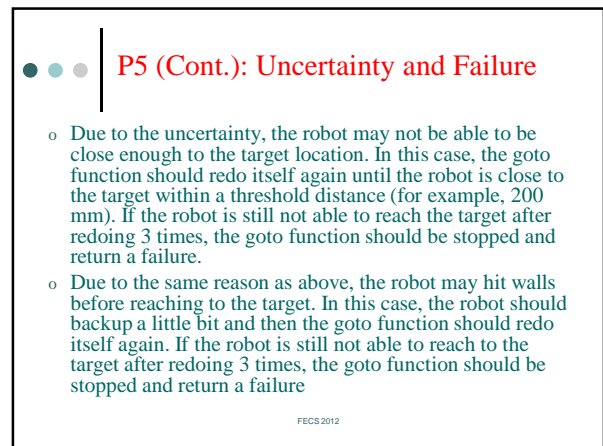 P5 (Cont.): Uncertainty and Failure
o Due to the uncertainty, the robot may not be able to be
close enough to the target location. In this case, the goto
function should redo itself again until the robot is close to
the target within a threshold distance (for example, 200
mm). If the robot is still not able to reach the target after
redoing 3 times, the goto function should be stopped and
return a failure.
o Due to the same reason as above, the robot may hit walls
before reaching to the target. In this case, the robot should
backup a little bit and then the goto function should redo
itself again. If the robot is still not able to reach to the
target after redoing 3 times, the goto function should be
stopped and return a failure
FECS 2012